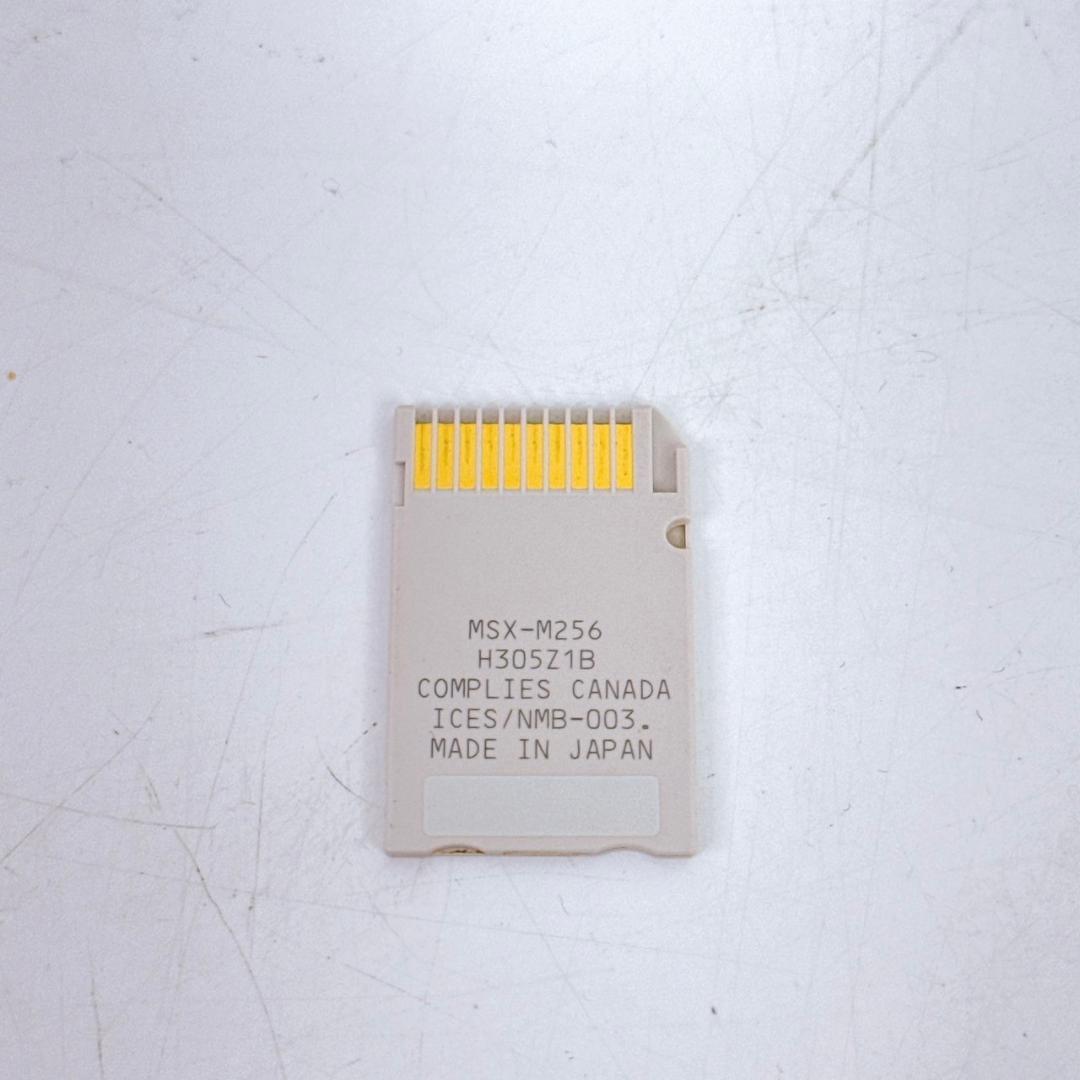 MSX-M256
H305Z1B
COMPLIES CANADA
ICES/NMB-003.
MADE IN JAPAN